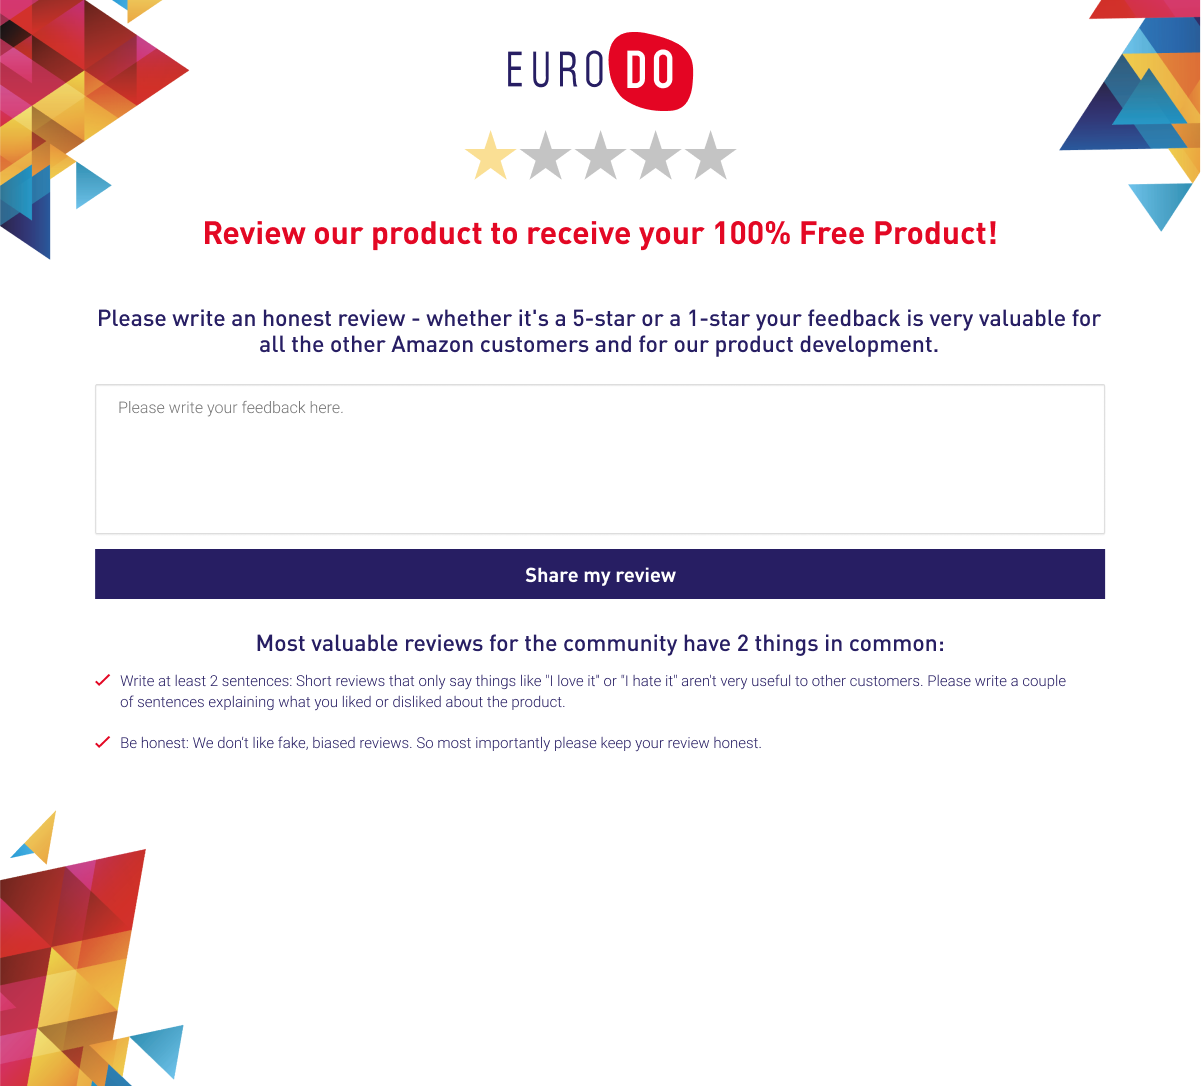 EURO DO
Review our product to receive your 100% Free Product!
Please write an honest review - whether it's a 5-star or a 1-star your feedback is very valuable for
all the other Amazon customers and for our product development.
Please write your feedback here.
Share my review
Most valuable reviews for the community have 2 things in common:
Write at least 2 sentences: Short reviews that only say things like "I love it" or "I hate it" aren't very useful to other customers. Please write a couple
of sentences explaining what you liked or disliked about the product.
Be honest: We don't like fake, biased reviews. So most importantly please keep your review honest.